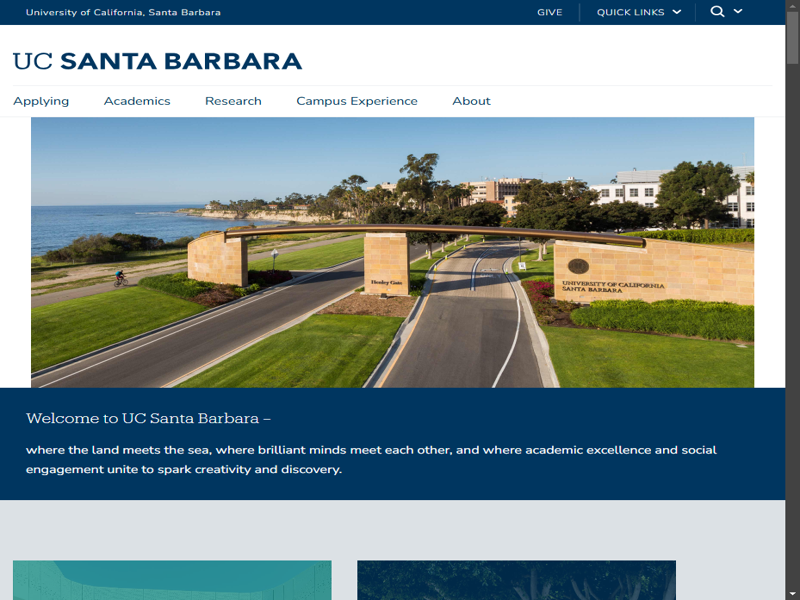 University of California, Santa Barbara
GIVE
QUICK LINKS
UC SANTA BARBARA
Applying
Academics
Research
Campus Experience
About
Henley Gate
UNIVERSITY OF CALIFORNIA
SANTA BARBARA
Welcome to UC Santa Barbara –
where the land meets the sea, where brilliant minds meet each other, and where academic excellence and social
engagement unite to spark creativity and discovery.